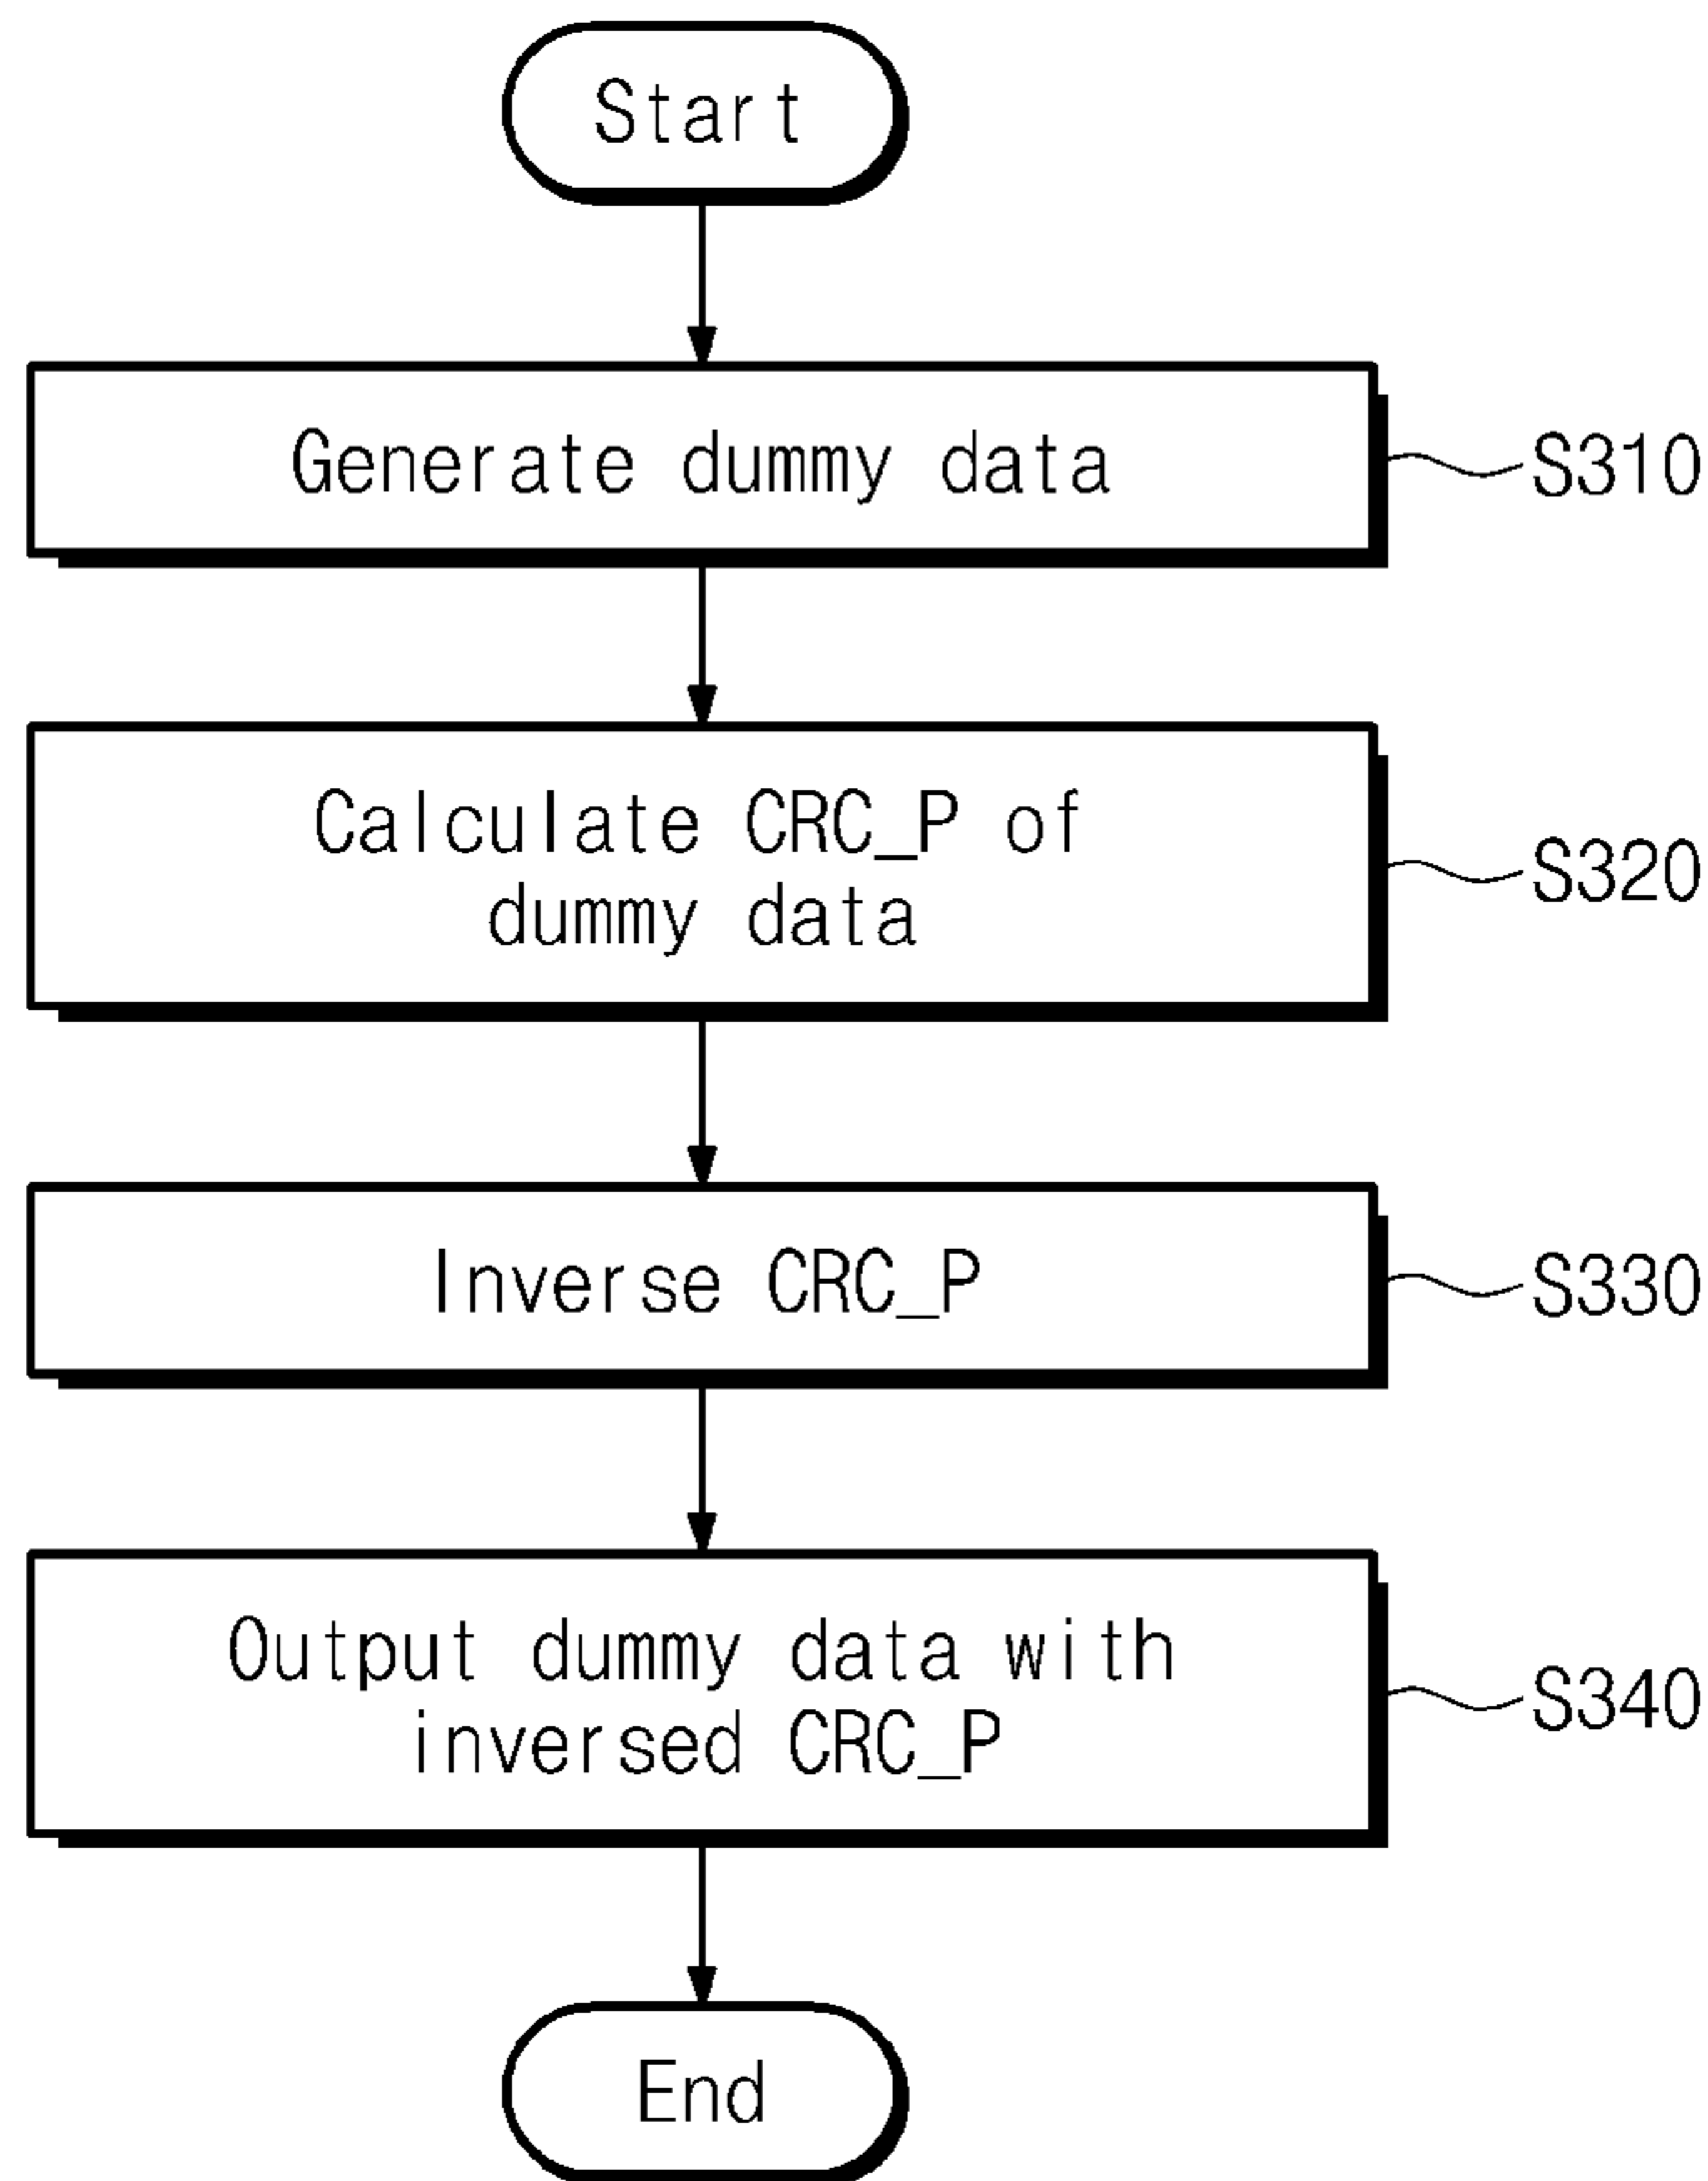 Start
Generate dummy data
S310
Calculate CRC_P of
dummy data
S320
Inverse CRC_P
S330
Output dummy data with
inversed CRC_P
S340
End